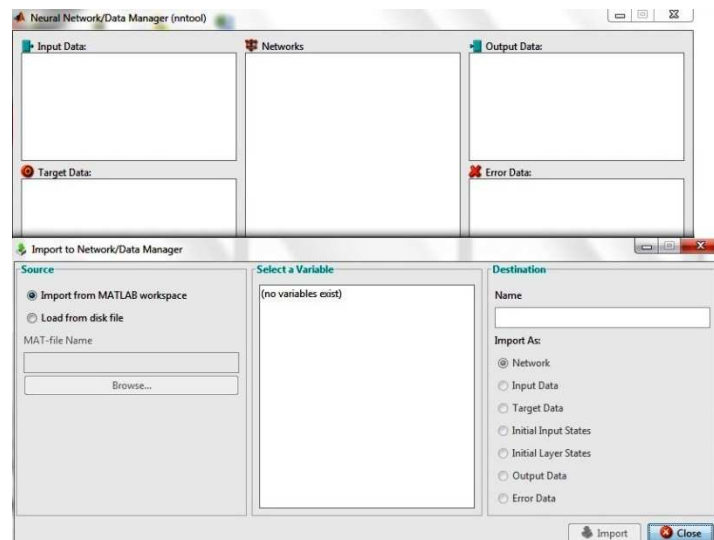 Neural Network/Data Manager (nntool)
Input Data:
Networks
Output Data:
Target Data:
Error Data:
Import to Network/Data Manager
Source
Import from MATLAB workspace
Load from disk file
MAT-file Name
Browse...
Select a Variable
(no variables exist)
Destination
Name
Import As:
Network
Input Data
Target Data
Initial Input States
Initial Layer States
Output Data
Error Data
Import
Close